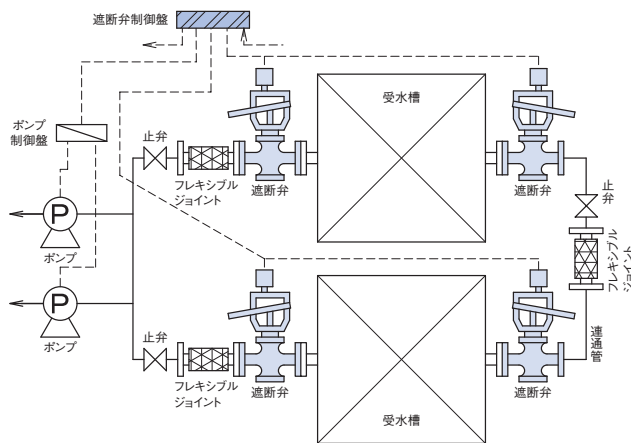 遮断弁制御盤
受水槽
ポンプ
制御盤
止弁
フレキシブル
ジョイント
遮断弁
遮断弁
止弁
P
ポンプ
フレキシブル
ジョイント
P
ポンプ
止弁
フレキシブル
ジョイント
遮断弁
受水槽
遮断弁
連通管